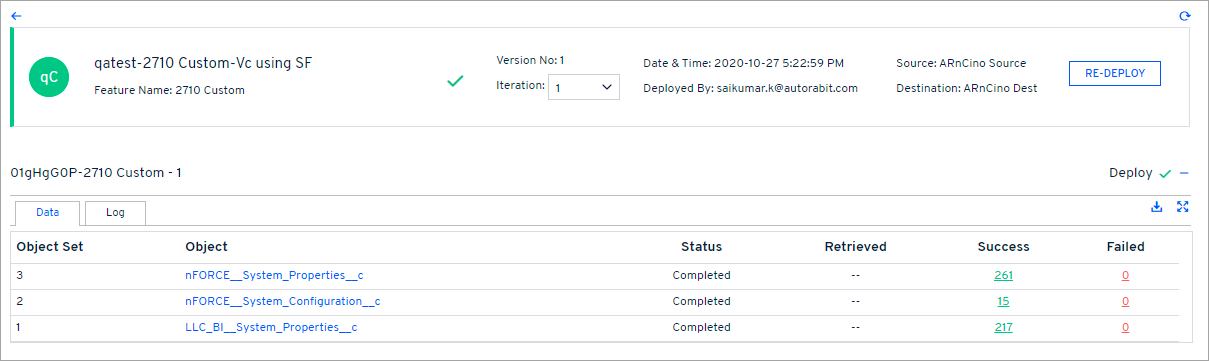 qC
qatest-2710 Custom-Vc using SF
Feature Name: 2710 Custom
Version No: 1
Iteration: 1
Date & Time: 2020-10-27 5:22:59 PM
Deployed By: saikumar.k@autorabit.com
Source: ARnCino Source
Destination: ARnCino Dest
RE-DEPLOY
01gHgG0P-2710 Custom - 1
Deploy
Data Log
Object Set Object Status Retrieved Success Failed
3 nFORCE__System_Properties__c Completed -- 261 0
2 nFORCE__System_Configuration__c Completed -- 15 0
1 LLC_BI__System_Properties__c Completed -- 217 0